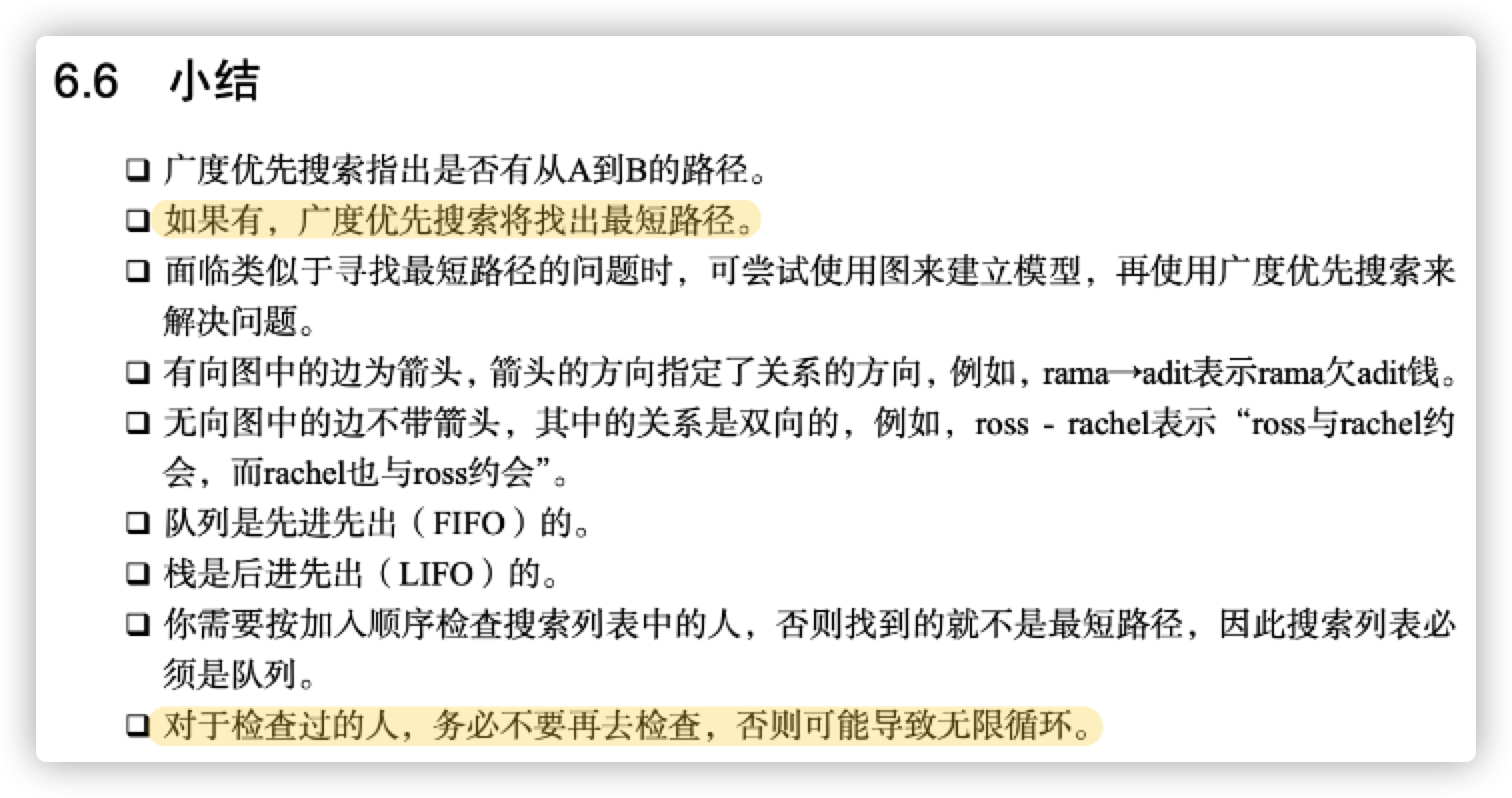 6.6 小结
❑ 广度优先搜索指出是否有从A到B的路径。
❑ 如果有，广度优先搜索将找出最短路径。
❑ 面临类似于寻找最短路径的问题时，可尝试使用图来建立模型，再使用广度优先搜索来
解决问题。
❑ 有向图中的边为箭头，箭头的方向指定了关系的方向，例如，rama→adit表示rama欠adit钱。
❑ 无向图中的边不带箭头，其中的关系是双向的，例如，ross - rachel表示“ross与rachel约
会，而rachel也与ross约会”。
❑ 队列是先进先出（FIFO）的。
❑ 栈是后进先出（LIFO）的。
❑ 你需要按加入顺序检查搜索列表中的人，否则找到的就不是最短路径，因此搜索列表必
须是队列。
❑ 对于检查过的人，务必不要再去检查，否则可能导致无限循环。